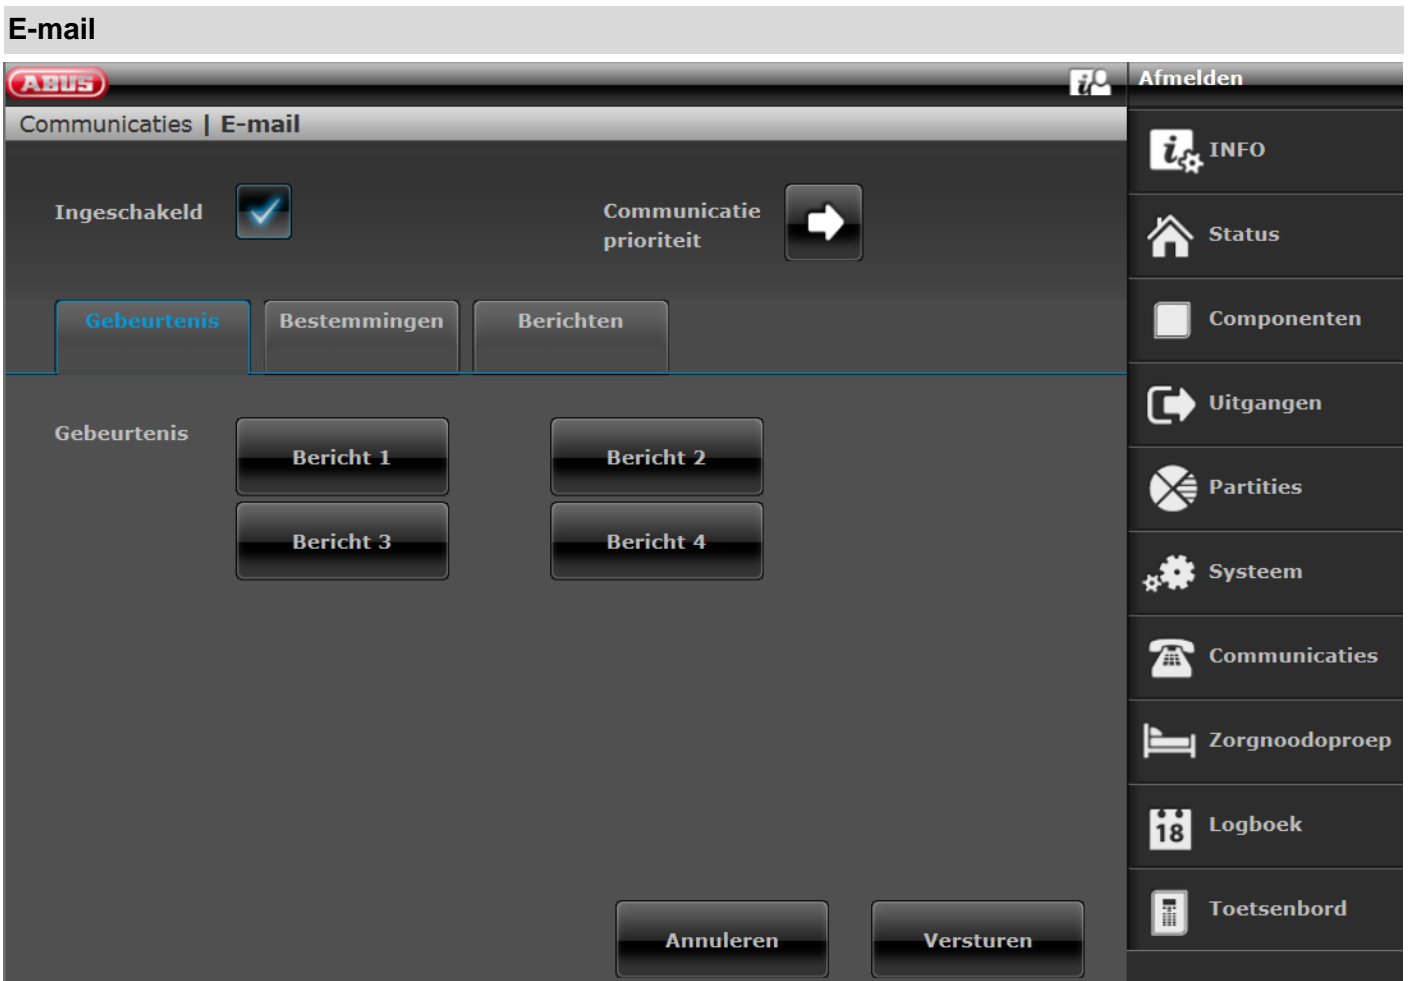 E-mail
ABUS
Afmelden
Communicaties | E-mail
INFO
Ingeschakeld
Communicatie
prioriteit
Status
Gebeurtenis
Bestemmingen
Berichten
Componenten
Uitgangen
Gebeurtenis
Bericht 1
Bericht 2
Partities
Bericht 3
Bericht 4
Systeem
Communicaties
Zorgnoodoproep
18
Logboek
Toetsenbord
Annuleren
Versturen